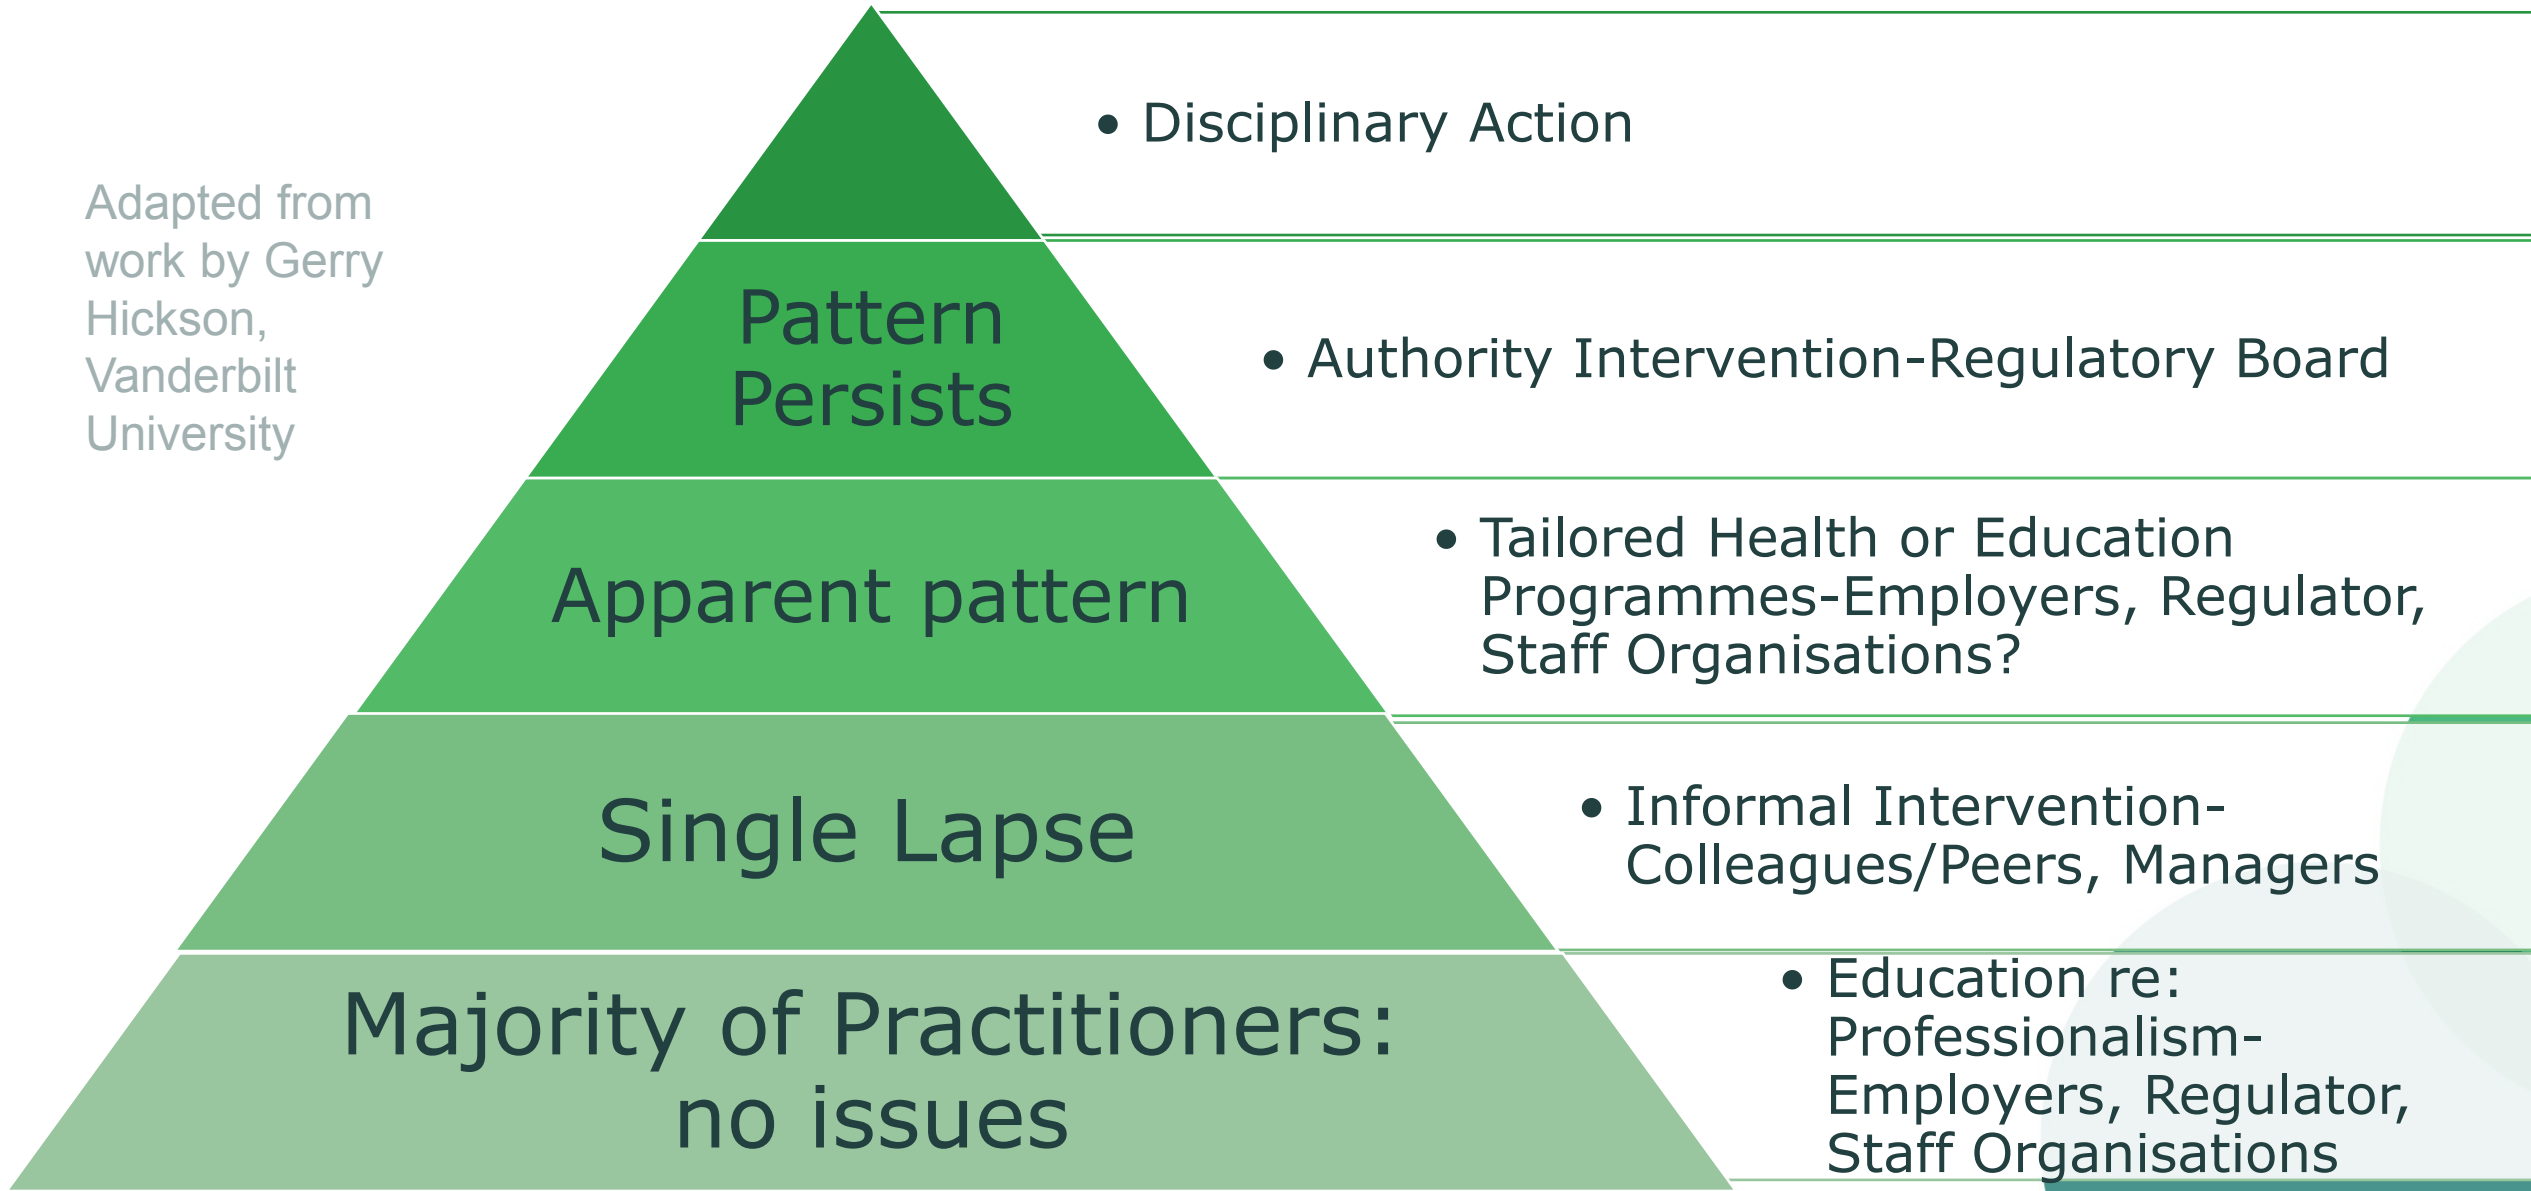 Adapted from
work by Gerry
Hickson,
Vanderbilt
University
• Disciplinary Action
Pattern
Persists
• Authority Intervention-Regulatory Board
Apparent pattern
• Tailored Health or Education
Programmes-Employers, Regulator,
Staff Organisations?
Single Lapse
• Informal Intervention-
Colleagues/Peers, Managers
Majority of Practitioners:
no issues
• Education re:
Professionalism-
Employers, Regulator,
Staff Organisations